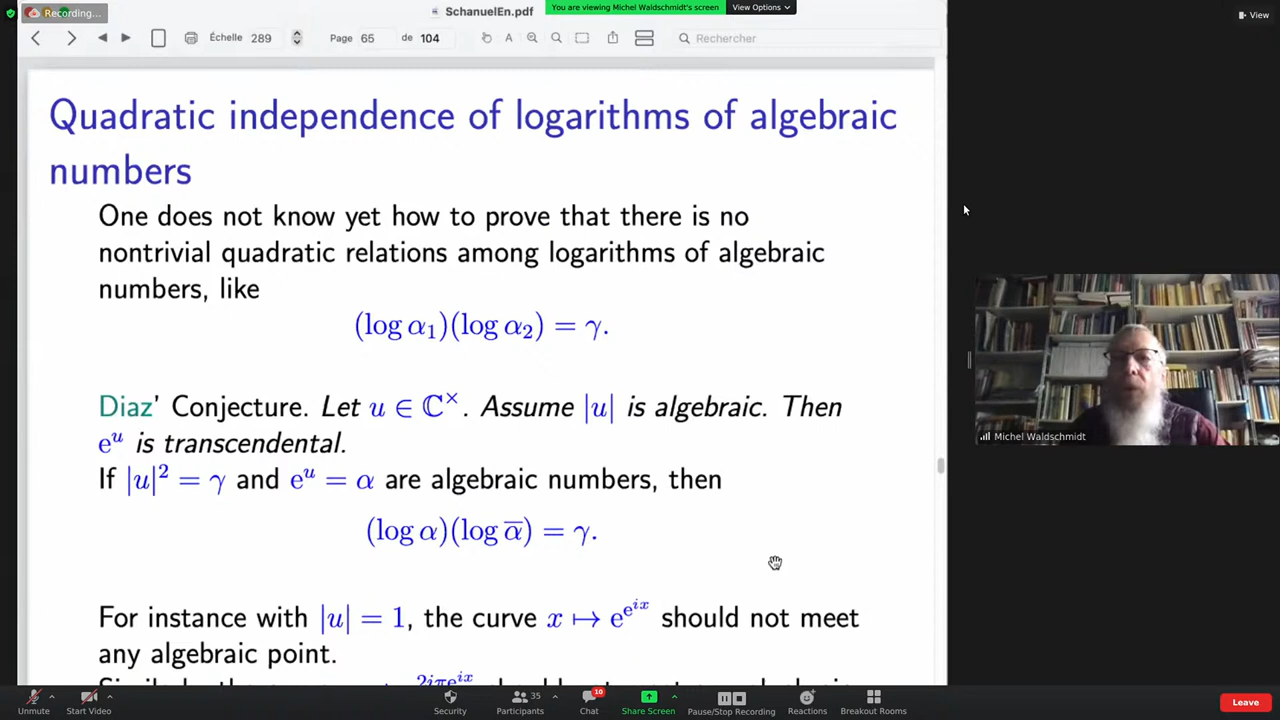 Recording...
SchanuelEn.pdf
You are viewing Michel Waldschmidt's screen
View Options
View
Échelle 289
Page 65 de 104
Rechercher
Quadratic independence of logarithms of algebraic
numbers
One does not know yet how to prove that there is no
nontrivial quadratic relations among logarithms of algebraic
numbers, like
(log α₁)(log α₂) = γ.
Diaz' Conjecture. Let u ∈ ℂ^×. Assume |u| is algebraic. Then
e^u is transcendental.
If |u|² = γ and e^u = α are algebraic numbers, then
(log α)(log α̅) = γ.
For instance with |u| = 1, the curve x ↦ e^{e^{ix}} should not meet
any algebraic point.
Michel Waldschmidt
Unmute
Start Video
Security
35
Participants
10
Chat
Share Screen
Pause/Stop Recording
Reactions
Breakout Rooms
Leave